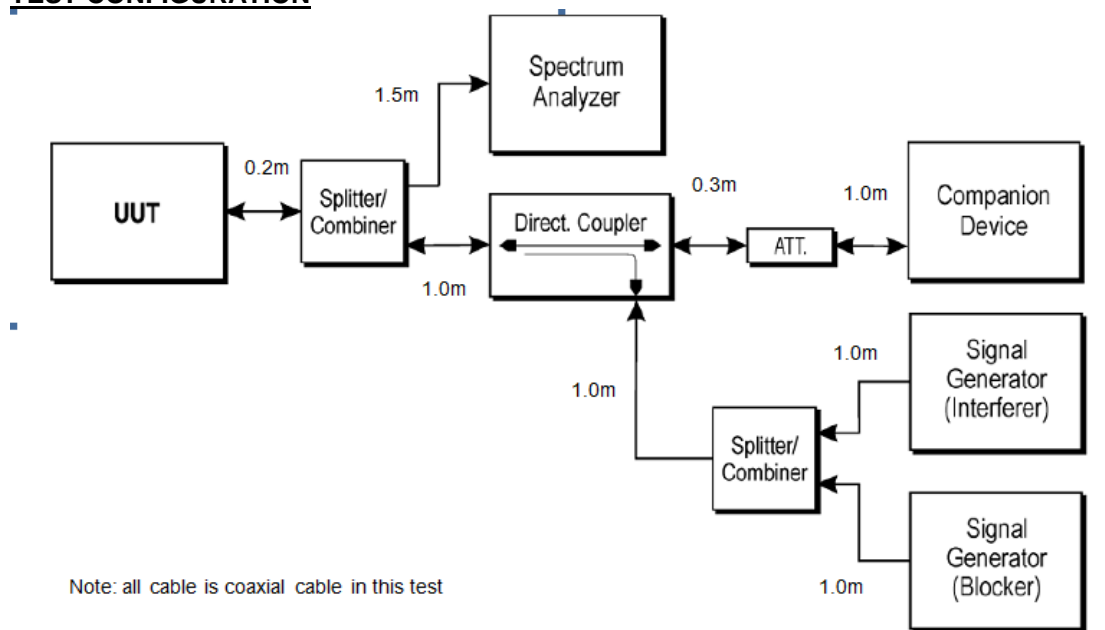 TEST CONFIGURATION
Spectrum
Analyzer
1.5m
UUT
0.2m
Splitter/
Combiner
1.0m
Direct. Coupler
0.3m
ATT.
1.0m
Companion
Device
1.0m
Splitter/
Combiner
1.0m
Signal
Generator
(Interferer)
1.0m
Signal
Generator
(Blocker)
Note: all cable is coaxial cable in this test